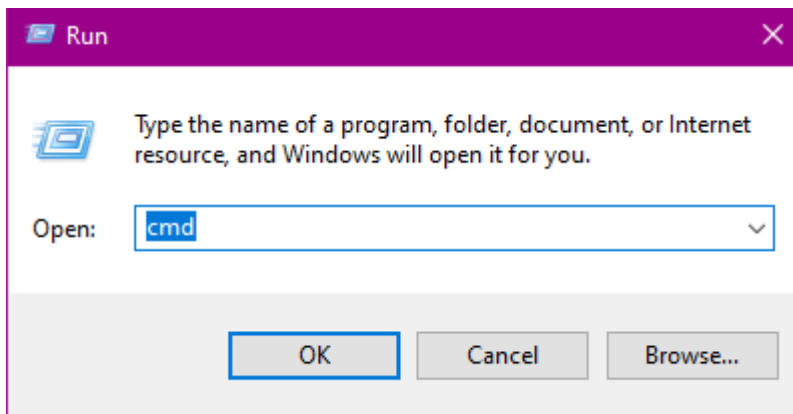 Run
Type the name of a program, folder, document, or Internet
resource, and Windows will open it for you.
Open: cmd
OK Cancel Browse...